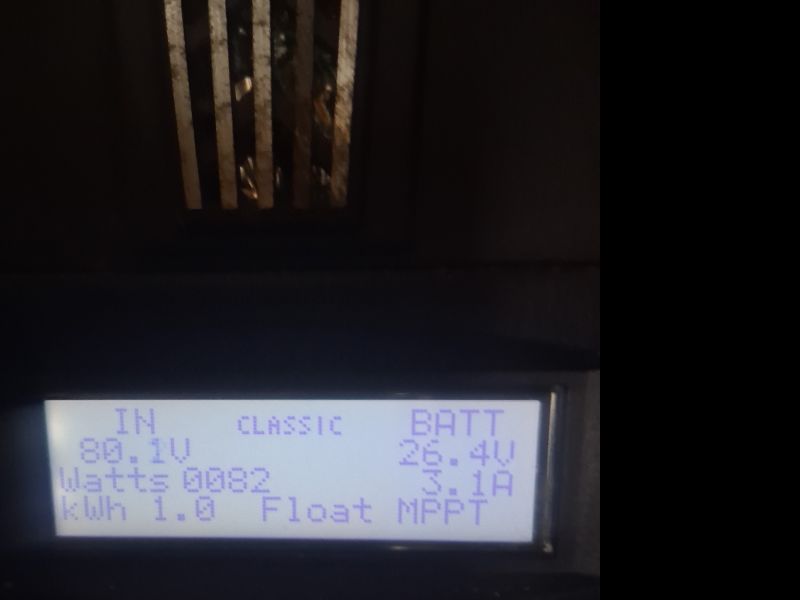 IN CLASSIC BATT
80.1V 26.4V
Watts 0082 3.1A
kWh 1.0 Float MPPT